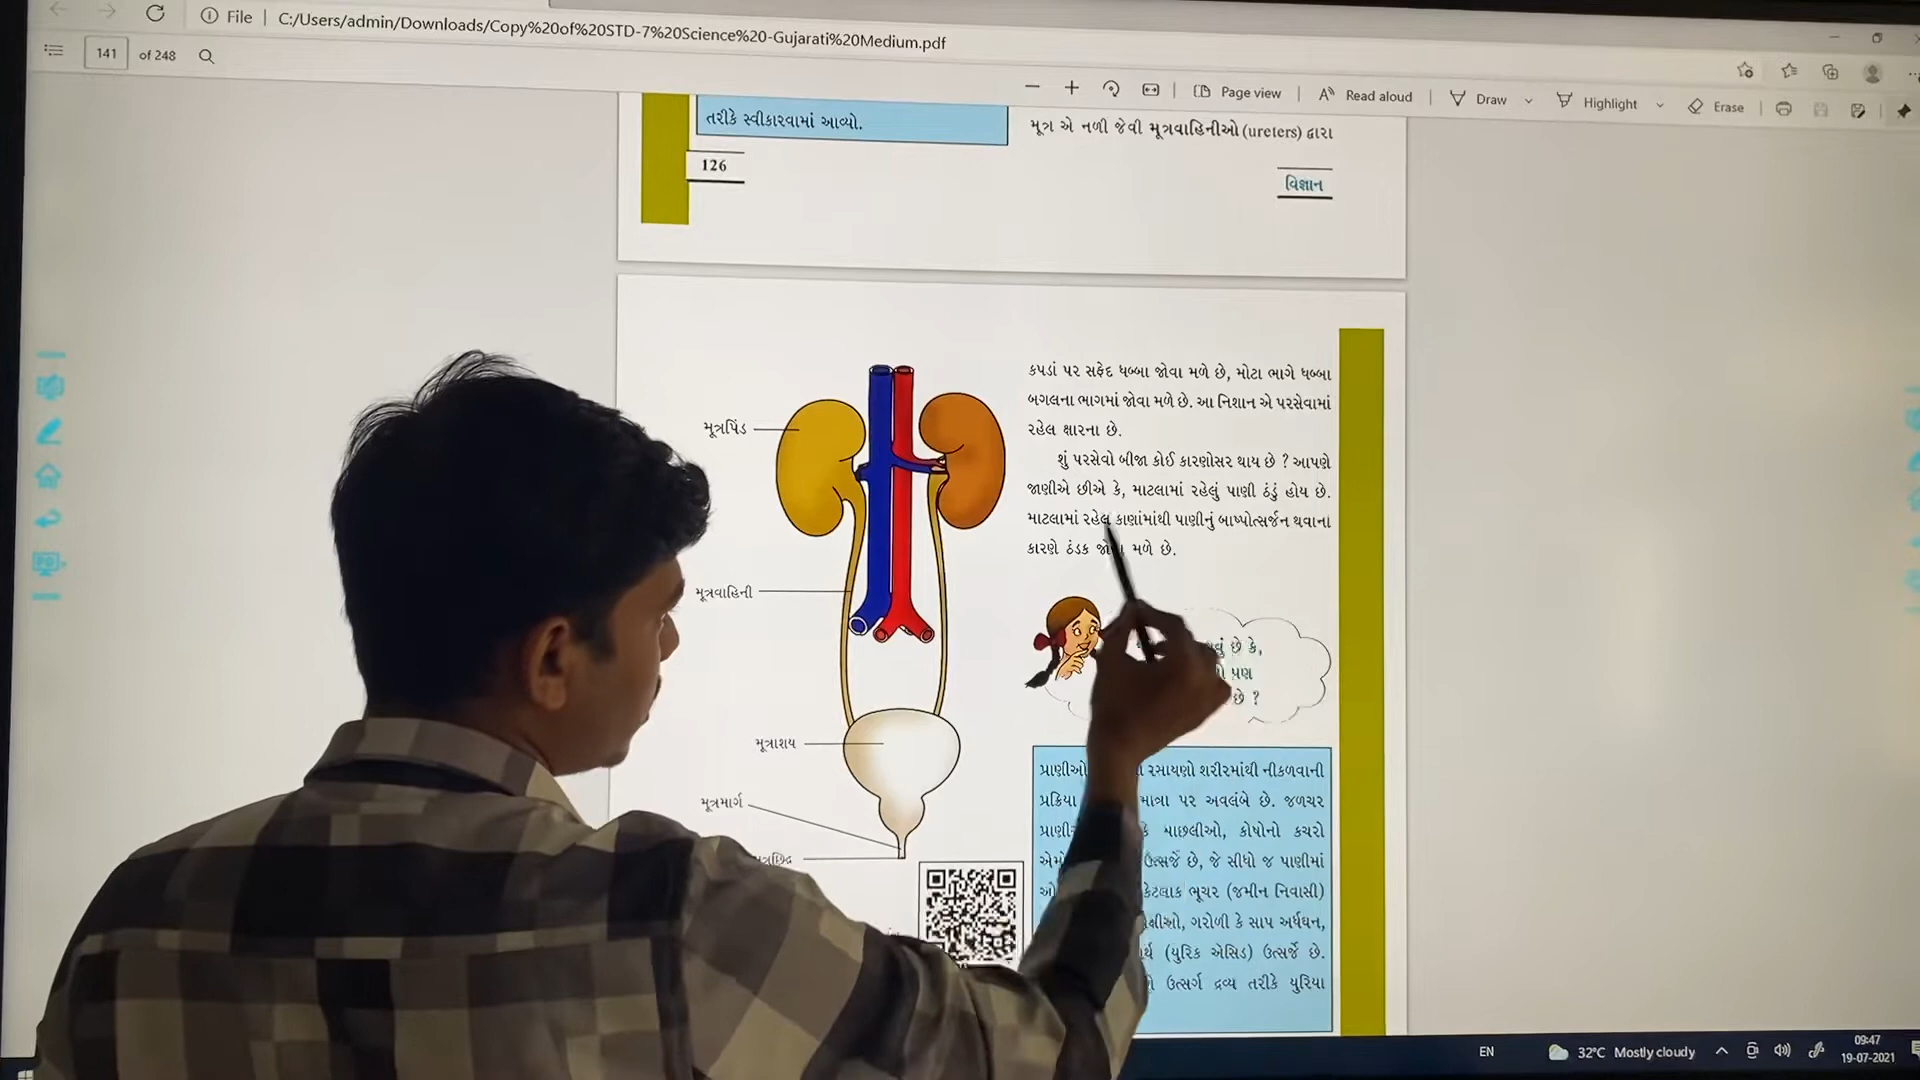 File | C:/Users/admin/Downloads/Copy%20of%20STD-7%20Science%20-Gujarati%20Medium.pdf
141 of 248
Page view | Read aloud | Draw Highlight Erase
તરીકે સ્વીકારવામાં આવ્યો.
126
મૂત્ર એ નળી જેવી મૂત્રવાહિનીઓ (ureters) દ્વારા
વિજ્ઞાન
મૂત્રપિંડ
મૂત્રવાહિની
મૂત્રાશય
મૂત્રમાર્ગ
કપડાં પર સફેદ ધબ્બા જોવા મળે છે, મોટા ભાગે ધબ્બા
બગલના ભાગમાં જોવા મળે છે. આ નિશાન એ પરસેવામાં
રહેલ ક્ષારના છે.
શું પરસેવો બીજા કોઈ કારણોસર થાય છે ? આપણે
જાણીએ છીએ કે, માટલામાં રહેલું પાણી ઠંડું હોય છે.
માટલામાં રહેલ કાણાંમાંથી પાણીનું બાષ્પોત્સર્જન થવાના
કારણે ઠંડક મળે છે.
છે કે,
પણ
છે ?
પ્રાણીઓ રસાયણો શરીરમાંથી નીકળવાની
પ્રક્રિયા માત્રા પર અવલંબે છે. જળચર
માછલીઓ, કોષોનો કચરો
ઉત્સર્જે છે, જે સીધો જ પાણીમાં
કેટલાક ભૂચર (જમીન નિવાસી)
ગરોળી કે સાપ અર્ધઘન,
(યુરિક એસિડ) ઉત્સર્જે છે.
ઉત્સર્ગ દ્રવ્ય તરીકે યુરિયા
EN 32°C Mostly cloudy 09:47
19-07-2021